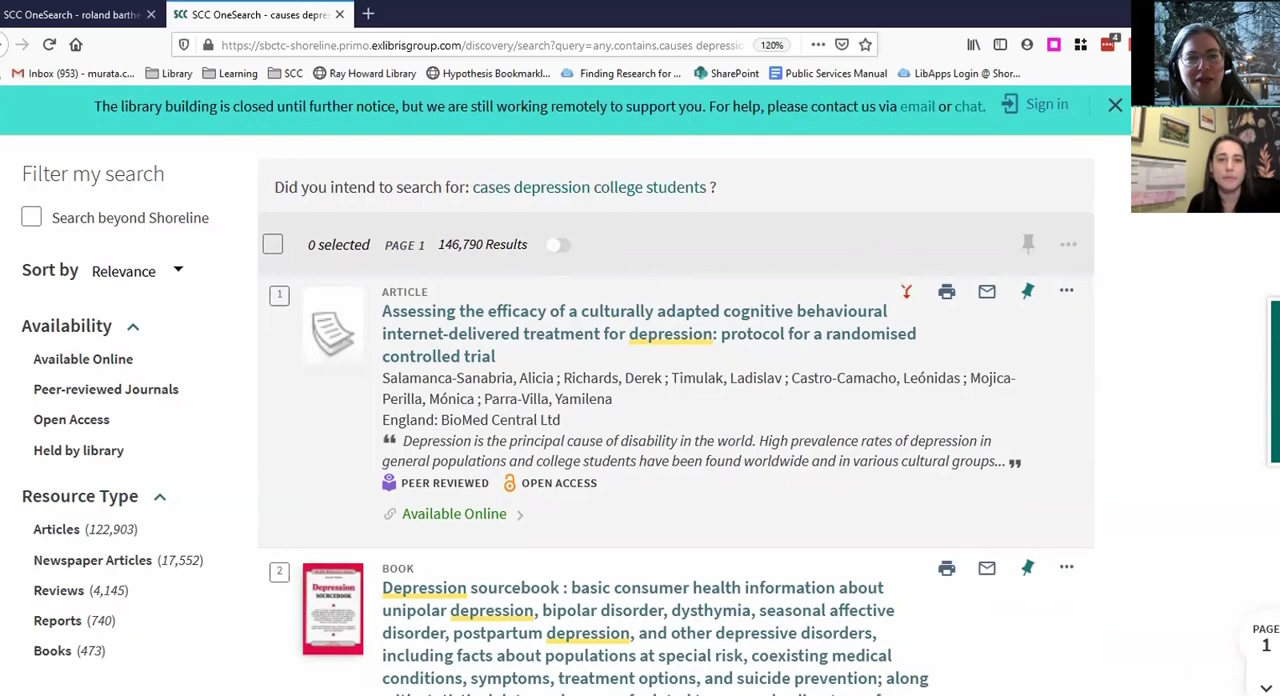 SCC OneSearch - roland barthe
SCC SCC OneSearch - causes depres
https://sbctc-shoreline.primo.exlibrisgroup.com/discovery/search?query=any.contains.causes depressio
120%
4
Inbox (953) - murata.c...
Library
Learning
SCC
Ray Howard Library
Hypothesis Bookmarkl...
Finding Research for ...
SharePoint
Public Services Manual
LibApps Login @ Shor...
The library building is closed until further notice, but we are still working remotely to support you. For help, please contact us via email or chat.
Sign in
Filter my search
Search beyond Shoreline
Sort by Relevance
Availability
Available Online
Peer-reviewed Journals
Open Access
Held by library
Resource Type
Articles (122,903)
Newspaper Articles (17,552)
Reviews (4,145)
Reports (740)
Books (473)
Did you intend to search for: cases depression college students ?
0 selected PAGE 1 146,790 Results
1
ARTICLE
Assessing the efficacy of a culturally adapted cognitive behavioural
internet-delivered treatment for depression: protocol for a randomised
controlled trial
Salamanca-Sanabria, Alicia ; Richards, Derek ; Timulak, Ladislav ; Castro-Camacho, Leónidas ; Mojica-
Perilla, Mónica ; Parra-Villa, Yamilena
England: BioMed Central Ltd
❝ Depression is the principal cause of disability in the world. High prevalence rates of depression in
general populations and college students have been found worldwide and in various cultural groups... ❞
PEER REVIEWED OPEN ACCESS
Available Online
2
Depression
SOURCEBOOK
BOOK
Depression sourcebook : basic consumer health information about
unipolar depression, bipolar disorder, dysthymia, seasonal affective
disorder, postpartum depression, and other depressive disorders,
including facts about populations at special risk, coexisting medical
conditions, symptoms, treatment options, and suicide prevention; along
PAGE
1